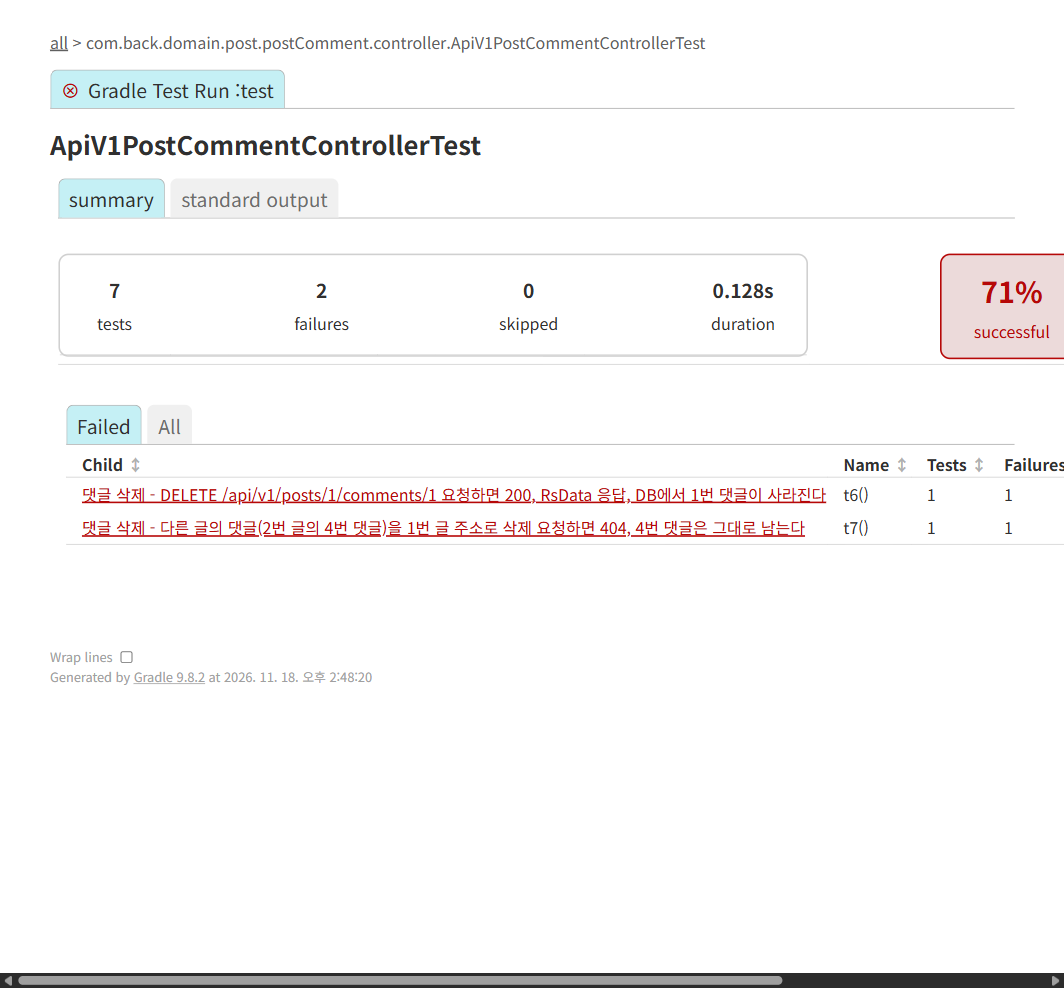 all > com.back.domain.post.postComment.controller.ApiV1PostCommentControllerTest
Gradle Test Run :test
ApiV1PostCommentControllerTest
summary standard output
7 2 0 0.128s 71%
tests failures skipped duration successful
Failed All
Child Name Tests Failures
댓글 삭제 - DELETE /api/v1/posts/1/comments/1 요청하면 200, RsData 응답, DB에서 1번 댓글이 사라진다 t6() 1 1
댓글 삭제 - 다른 글의 댓글(2번 글의 4번 댓글)을 1번 글 주소로 삭제 요청하면 404, 4번 댓글은 그대로 남는다 t7() 1 1
Wrap lines
Generated by Gradle 9.8.2 at 2026. 11. 18. 오후 2:48:20